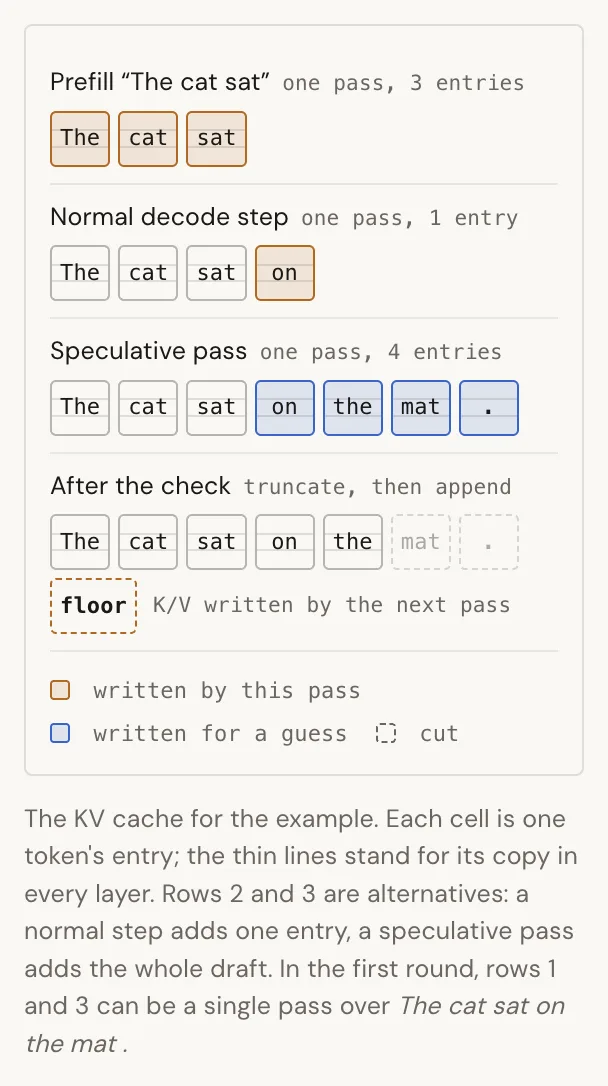 Prefill “The cat sat” one pass, 3 entries
The cat sat
Normal decode step one pass, 1 entry
The cat sat on
Speculative pass one pass, 4 entries
The cat sat on the mat .
After the check truncate, then append
The cat sat on the mat .
floor K/V written by the next pass
written by this pass
written for a guess cut
The KV cache for the example. Each cell is one
token's entry; the thin lines stand for its copy in
every layer. Rows 2 and 3 are alternatives: a
normal step adds one entry, a speculative pass
adds the whole draft. In the first round, rows 1
and 3 can be a single pass over The cat sat on
the mat .